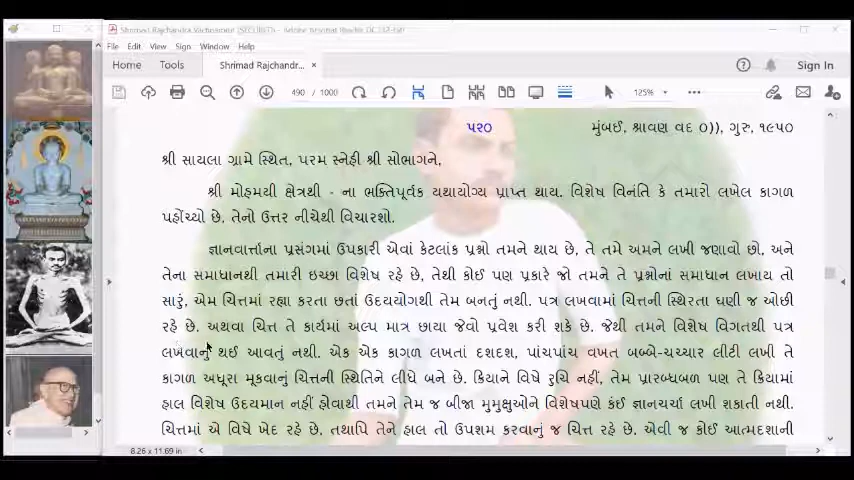 Shrimad Rajchandra Vachnamrut (SECURED) - Adobe Acrobat Reader DC (32-bit)
File Edit View Sign Window Help
Home Tools Shrimad Rajchandr... × Sign In
490 / 1000 125%
૫૨૦ મુંબઈ, શ્રાવણ વદ ૦)), ગુરુ, ૧૯૫૦
શ્રી સાયલા ગ્રામે સ્થિત, પરમ સ્નેહી શ્રી સોભાગને,
શ્રી મોહમયી ક્ષેત્રથી - ના ભક્તિપૂર્વક યથાયોગ્ય પ્રાપ્ત થાય. વિશેષ વિનંતિ કે તમારો લખેલ કાગળ
પહોંચ્યો છે, તેનો ઉત્તર નીચેથી વિચારશો.
જ્ઞાનવાર્ત્તાના પ્રસંગમાં ઉપકારી એવાં કેટલાંક પ્રશ્નો તમને થાય છે, તે તમે અમને લખી જણાવો છો, અને
તેના સમાધાનથી તમારી ઇચ્છા વિશેષ રહે છે, તેથી કોઈ પણ પ્રકારે જો તમને તે પ્રશ્નોનાં સમાધાન લખાય તો
સારું, એમ ચિત્તમાં રહ્યા કરતા છતાં ઉદયયોગથી તેમ બનતું નથી. પત્ર લખવામાં ચિત્તની સ્થિરતા ઘણી જ ઓછી
રહે છે. અથવા ચિત્ત તે કાર્યમાં અલ્પ માત્ર છાયા જેવો પ્રવેશ કરી શકે છે. જેથી તમને વિશેષ વિગતથી પત્ર
લખવાનું થઈ આવતું નથી. એક એક કાગળ લખતાં દશદશ, પાંચપાંચ વખત બબ્બે-ચચ્ચાર લીટી લખી તે
કાગળ અધૂરા મૂકવાનું ચિત્તની સ્થિતિને લીધે બને છે. ક્રિયાને વિષે રુચિ નહીં, તેમ પ્રારબ્ધબળ પણ તે ક્રિયામાં
હાલ વિશેષ ઉદયમાન નહીં હોવાથી તમને તેમ જ બીજા મુમુક્ષુઓને વિશેષપણે કંઈ જ્ઞાનચર્ચા લખી શકાતી નથી.
ચિત્તમાં એ વિષે ખેદ રહે છે, તથાપિ તેને હાલ તો ઉપશમ કરવાનું જ ચિત્ત રહે છે. એવી જ કોઈ આત્મદશાની
8.26 x 11.69 in